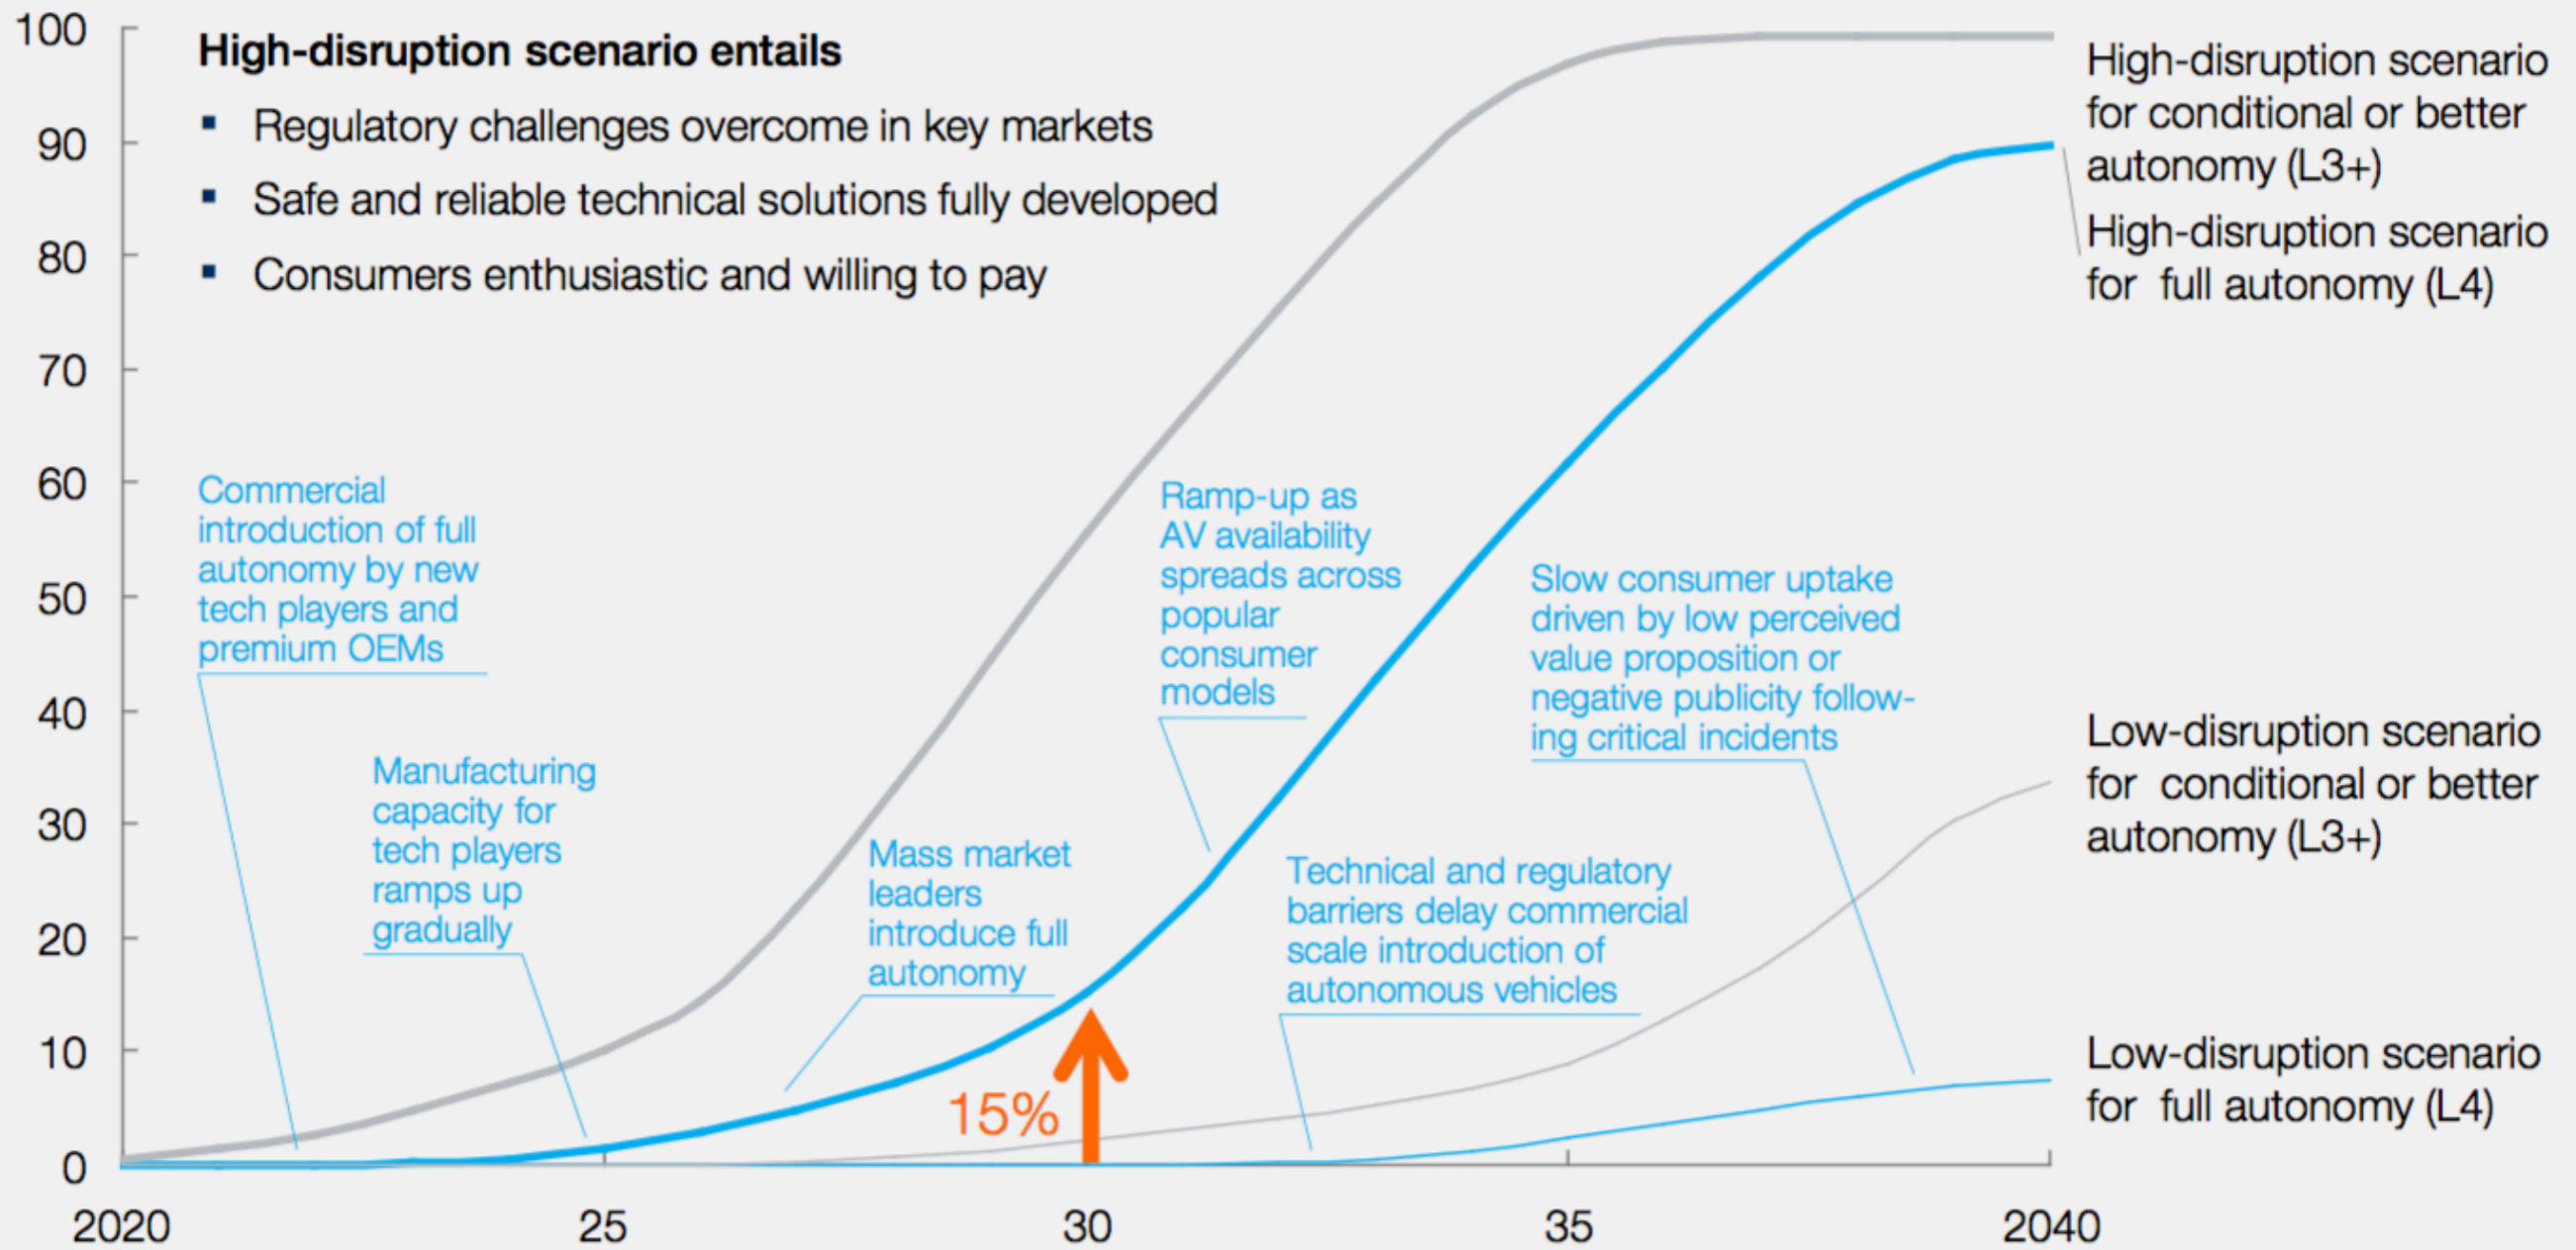 100
90
80
70
60
50
40
30
20
10
0
High-disruption scenario entails
▪ Regulatory challenges overcome in key markets
▪ Safe and reliable technical solutions fully developed
▪ Consumers enthusiastic and willing to pay
Commercial
introduction of full
autonomy by new
tech players and
premium OEMs
Manufacturing
capacity for
tech players
ramps up
gradually
Mass market
leaders
introduce full
autonomy
15%
Ramp-up as
AV availability
spreads across
popular
consumer
models
Technical and regulatory
barriers delay commercial
scale introduction of
autonomous vehicles
Slow consumer uptake
driven by low perceived
value proposition or
negative publicity follow-
ing critical incidents
High-disruption scenario
for conditional or better
autonomy (L3+)
High-disruption scenario
for full autonomy (L4)
Low-disruption scenario
for conditional or better
autonomy (L3+)
Low-disruption scenario
for full autonomy (L4)
2020
25
30
35
2040